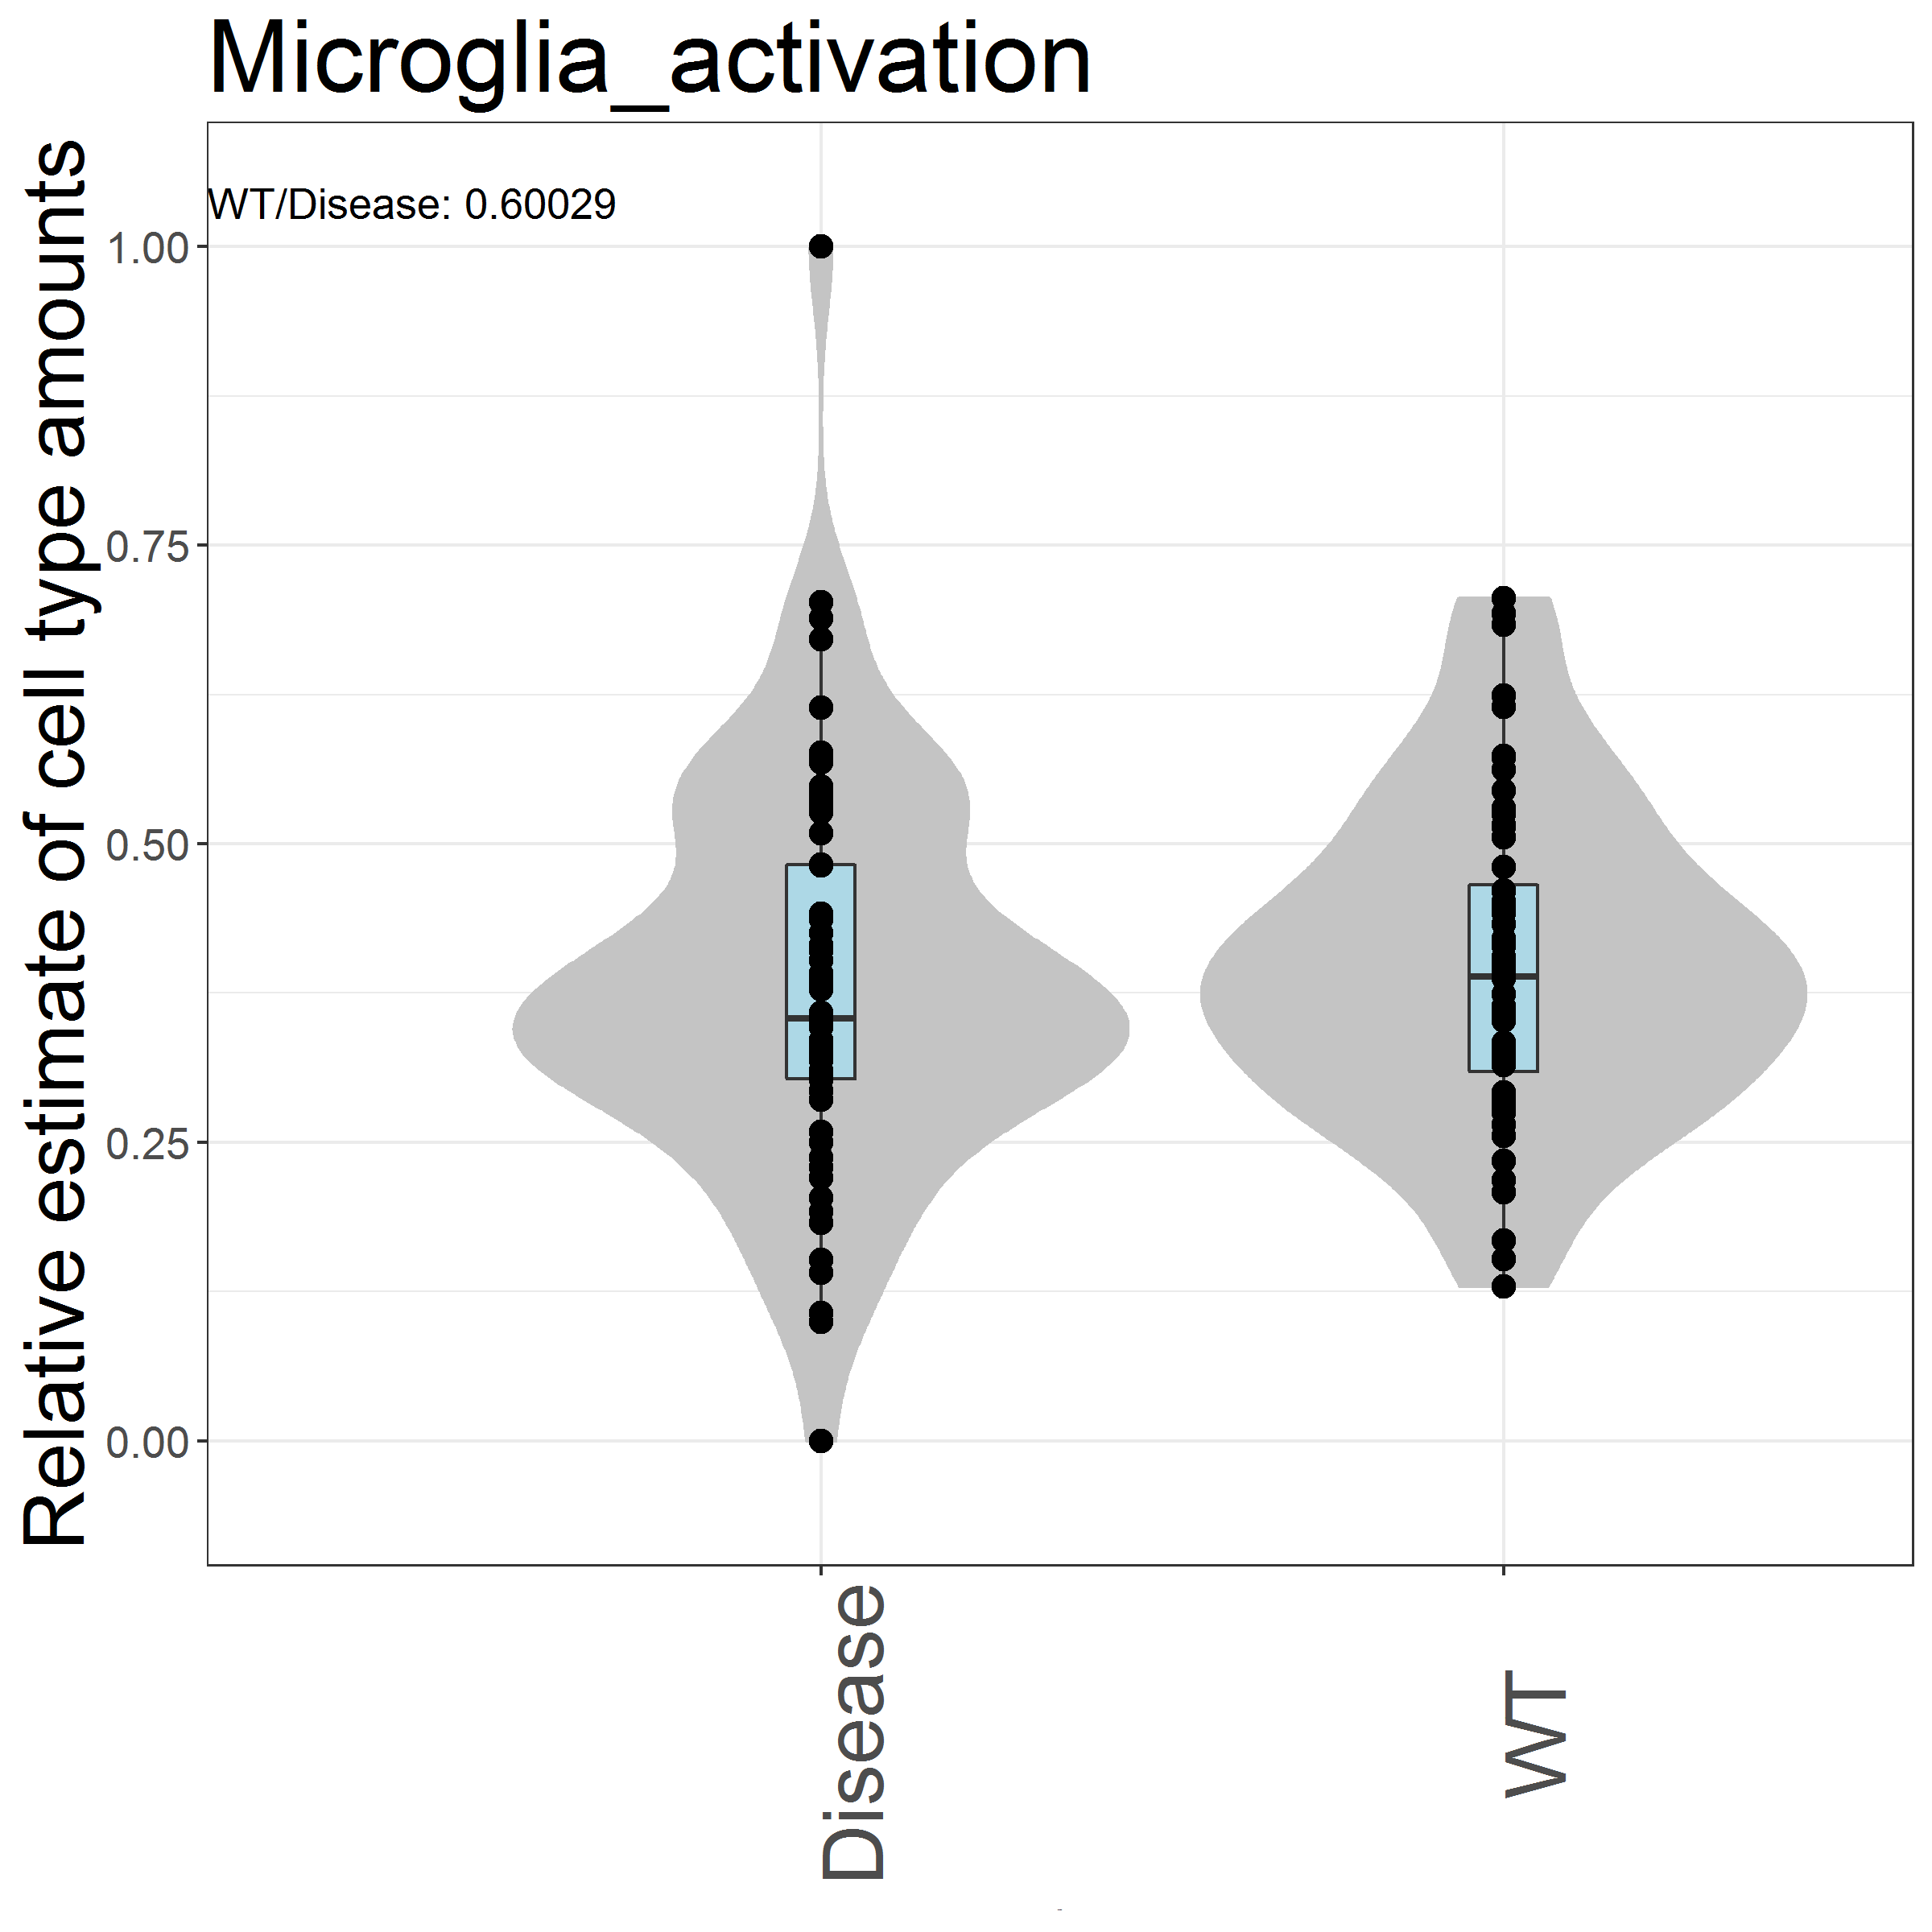 Microglia_activation
WT/Disease: 0.60029
Relative estimate of cell type amounts
1.00
0.75
0.50
0.25
0.00
Disease
WT